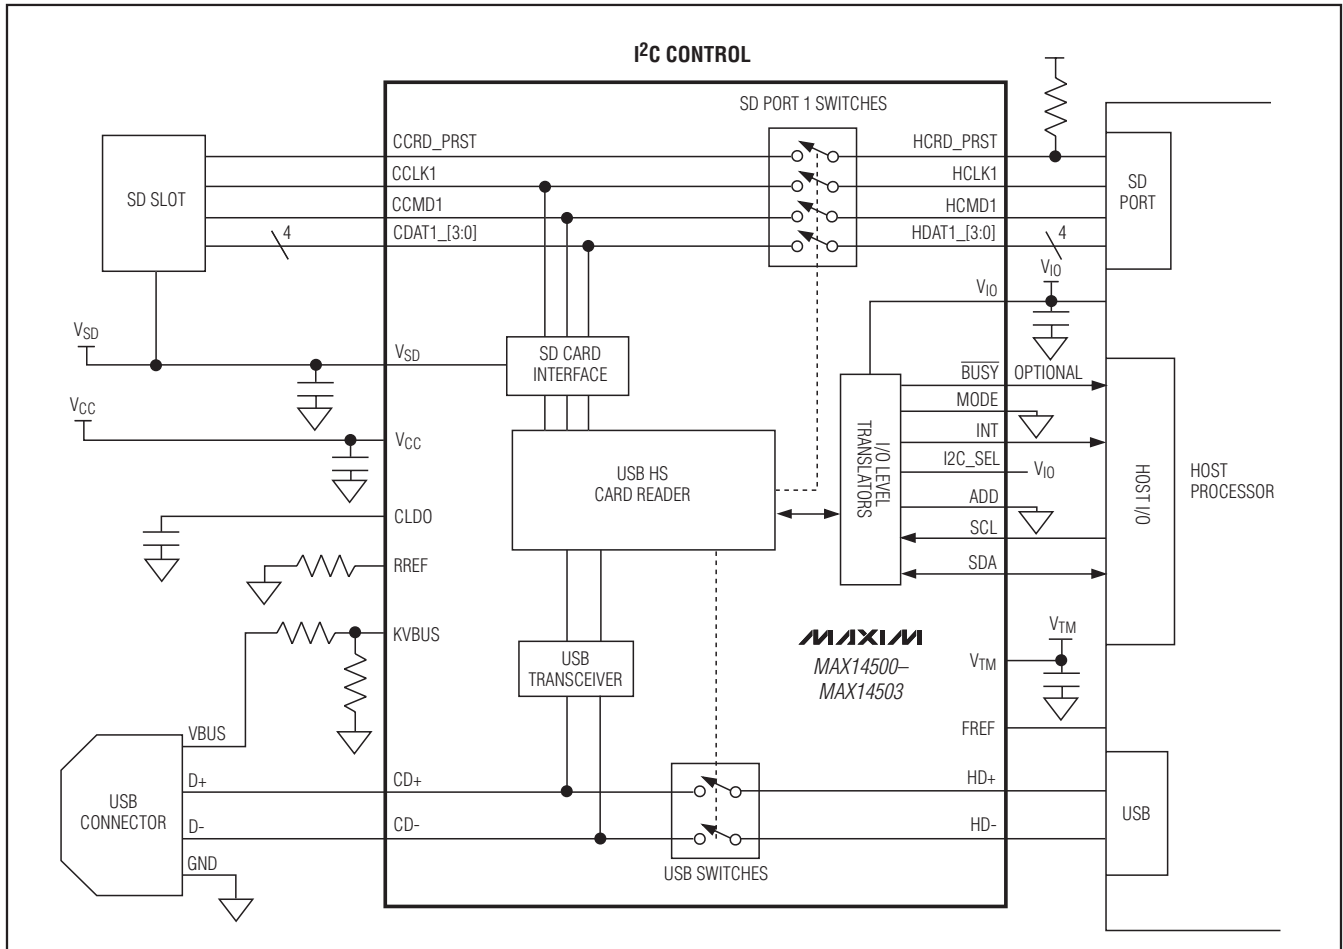 I²C CONTROL
SD PORT 1 SWITCHES
SD SLOT
4
CCRD_PRST
CCLK1
CCMD1
CDAT1_[3:0]
HCRD_PRST
HCLK1
HCMD1
HDAT1_[3:0]
4
SD
PORT
VIO
VIO
VSD
VSD
SD CARD
INTERFACE
VCC
VCC
CLDO
RREF
KVBUS
USB HS
CARD READER
I/O LEVEL
TRANSLATORS
BUSY
OPTIONAL
MODE
INT
I2C_SEL
VIO
ADD
SCL
SDA
HOST I/O
HOST
PROCESSOR
USB
TRANSCEIVER
MAXIM
MAX14500–
MAX14503
VTM
VTM
FREF
USB
CONNECTOR
VBUS
D+
D-
GND
CD+
CD-
HD+
HD-
USB
USB SWITCHES